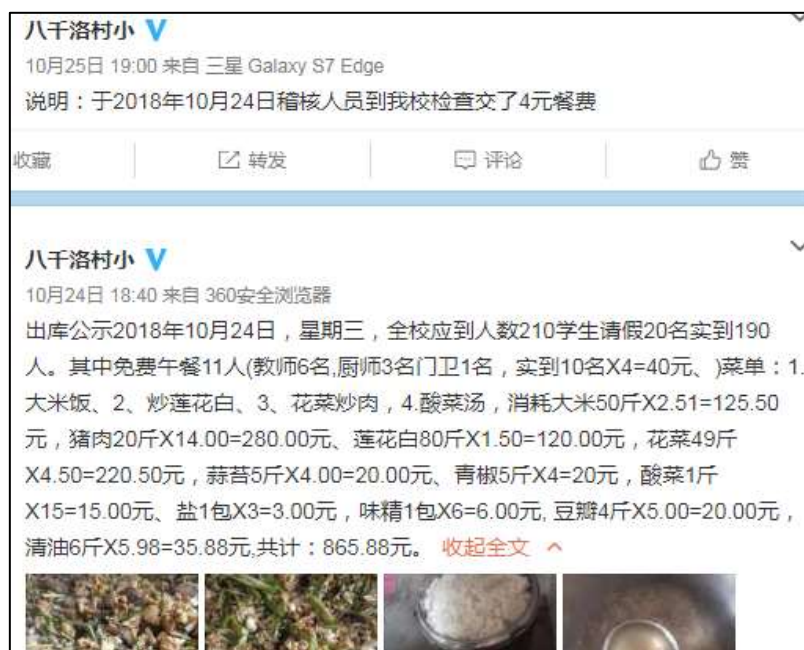 八千洛村小
10月25日 19:00 来自 三星 Galaxy S7 Edge
说明：于2018年10月24日稽核人员到我校检查交了4元餐费
收藏 转发 评论 赞
八千洛村小
10月24日 18:40 来自 360安全浏览器
出库公示2018年10月24日，星期三，全校应到人数210学生请假20名实到190
人。其中免费午餐11人(教师6名,厨师3名门卫1名，实到10名X4=40元、)菜单：1.
大米饭、2、炒莲花白、3、花菜炒肉，4.酸菜汤，消耗大米50斤X2.51=125.50
元，猪肉20斤X14.00=280.00元、莲花白80斤X1.50=120.00元，花菜49斤
X4.50=220.50元，蒜苔5斤X4.00=20.00元、青椒5斤X4=20元，酸菜1斤
X15=15.00元、盐1包X3=3.00元，味精1包X6=6.00元, 豆瓣4斤X5.00=20.00元，
清油6斤X5.98=35.88元,共计：865.88元。 收起全文